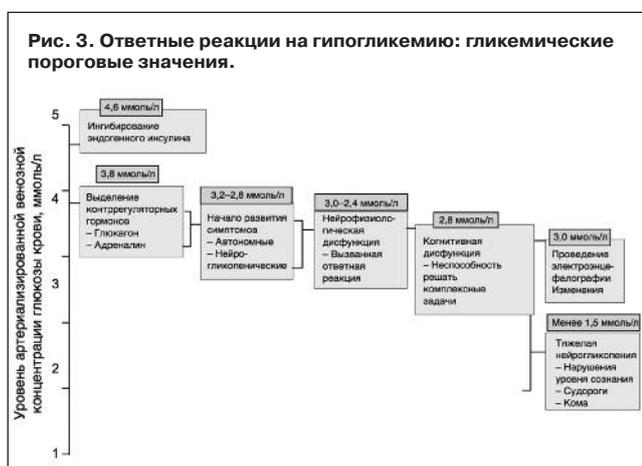 Рис. 3. Ответные реакции на гипогликемию: гликемические
пороговые значения.
Уровень артериализированной венозной
концентрации глюкозы крови, ммоль/л
5
4
3
2
1
4,6 ммоль/л
Ингибирование
эндогенного инсулина
3,8 ммоль/л
Выделение
контррегуляторных
гормонов
– Глюкагон
– Адреналин
3,2–2,8 ммоль/л
Начало развития
симптомов
– Автономные
– Нейро-
гликопенические
3,0–2,4 ммоль/л
Нейрофизиоло-
гическая
дисфункция
– Вызванная
ответная
реакция
2,8 ммоль/л
Когнитивная
дисфункция
– Неспособность
решать
комплексные
задачи
3,0 ммоль/л
Проведение
электроэнце-
фалографии
Изменения
Менее 1,5 ммоль/л
Тяжелая
нейрогликопения
– Нарушения
уровня сознания
– Судороги
– Кома